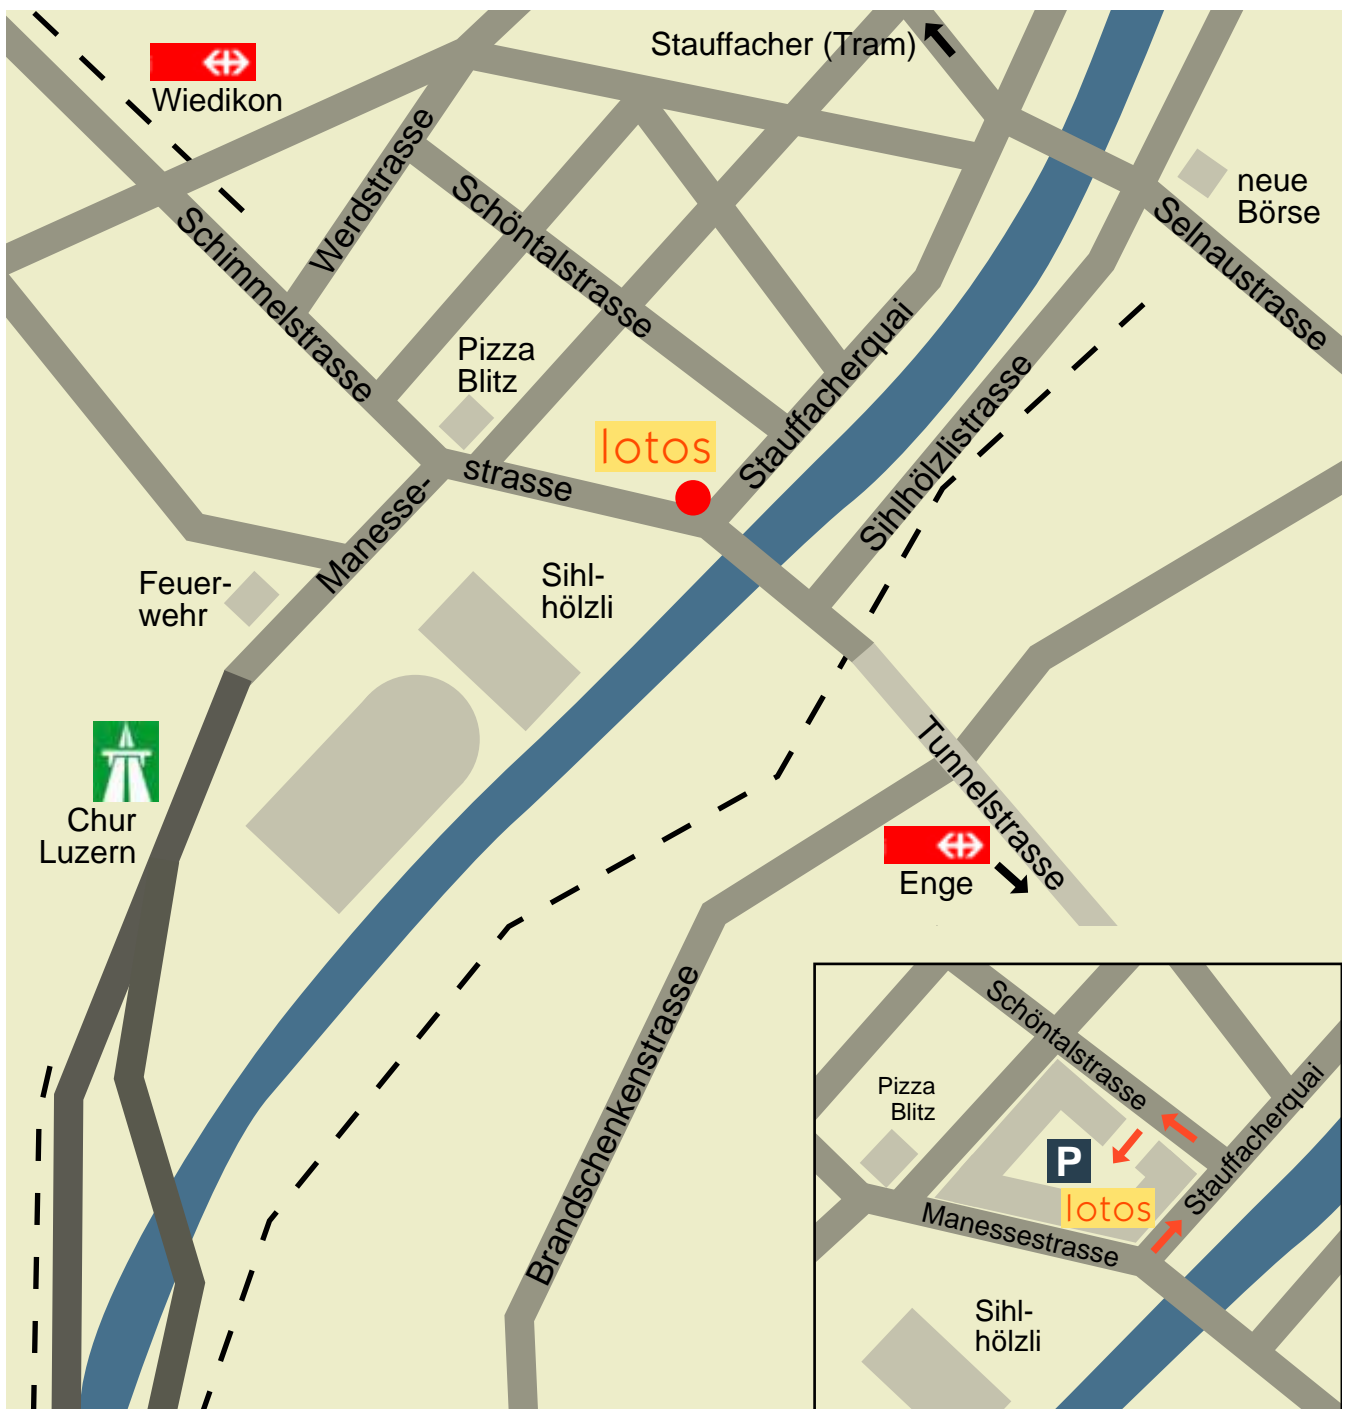 Stauffacher (Tram)
Wiedikon
Werdstrasse
Schöntalstrasse
neue
Börse
Selnaustrasse
Schimmelstrasse
Pizza
Blitz
Stauffacherquai
Sihlhölzlistrasse
lotos
Manesse-
strasse
Feuer-
wehr
Sihl-
hölzli
Tunnelstrasse
Chur
Luzern
Enge
Brandschenkenstrasse
Schöntalstrasse
Pizza
Blitz
Stauffacherquai
P
lotos
Manessestrasse
Sihl-
hölzli